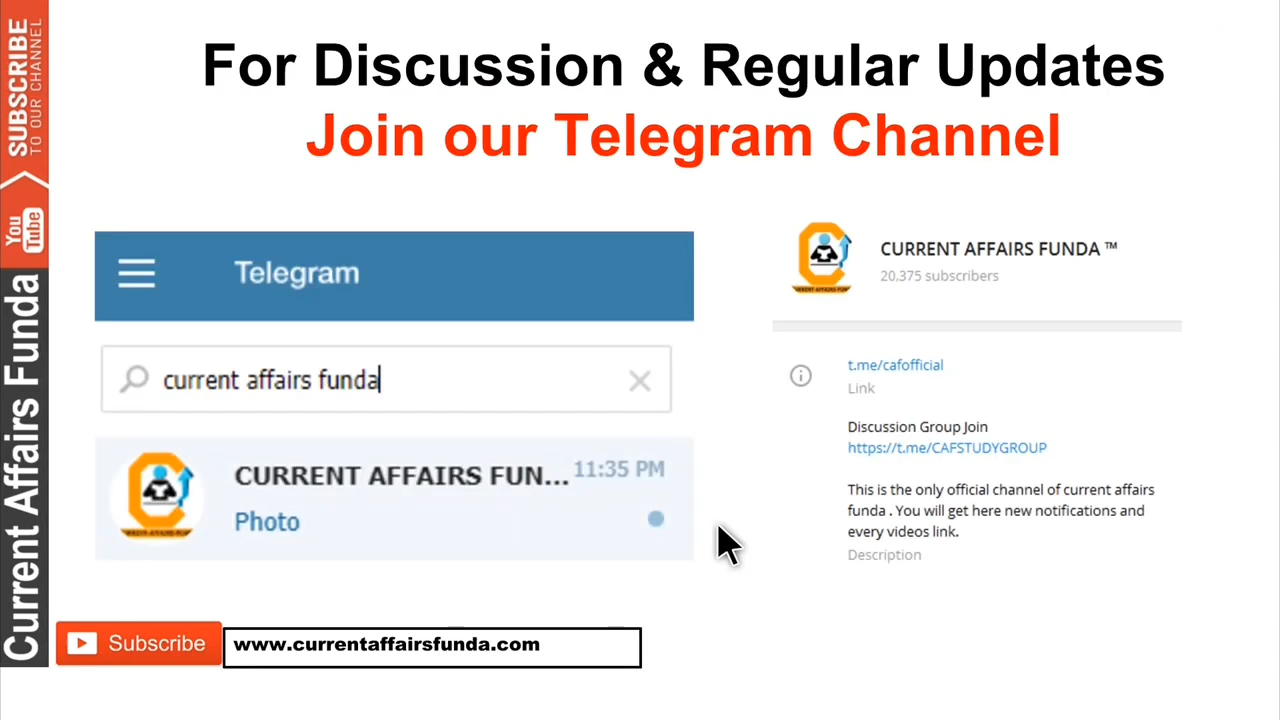 For Discussion & Regular Updates
Join our Telegram Channel
SUBSCRIBE
TO OUR CHANNEL
You
Tube
Current Affairs Funda
Telegram
current affairs funda
CURRENT AFFAIRS FUN...
11:35 PM
Photo
CURRENT AFFAIRS FUNDA ™
20,375 subscribers
t.me/cafofficial
Link
Discussion Group Join
https://t.me/CAFSTUDYGROUP
This is the only official channel of current affairs
funda . You will get here new notifications and
every videos link.
Description
Subscribe
www.currentaffairsfunda.com